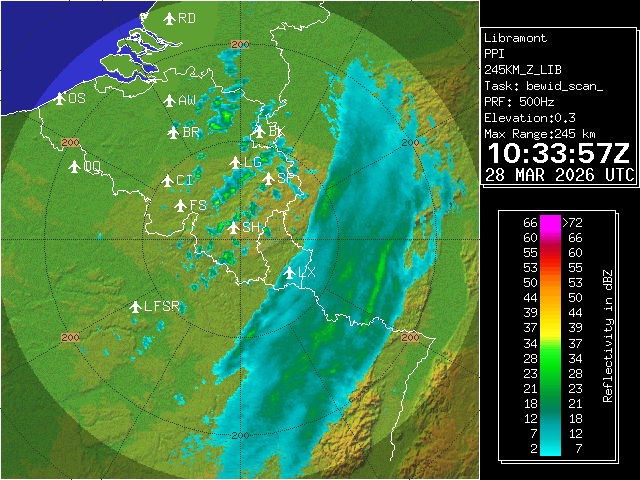 RD
200
OS
AW
BR
BK
200
200
QQ
LG
CI
SP
FS
SH
LX
LFSR
200
200
200
Libramont
PPI
245KM_Z_LIB
Task: bewid_scan_
PRF: 500Hz
Elevation:0.3
Max Range:245 km
10:33:57Z
28 MAR 2026 UTC
66 >72
60 66
55 60
53 55
50 53
44 50
39 44
37 39
34 37
28 34
23 28
21 23
18 21
12 18
7 12
2 7
Reflectivity in dBZ